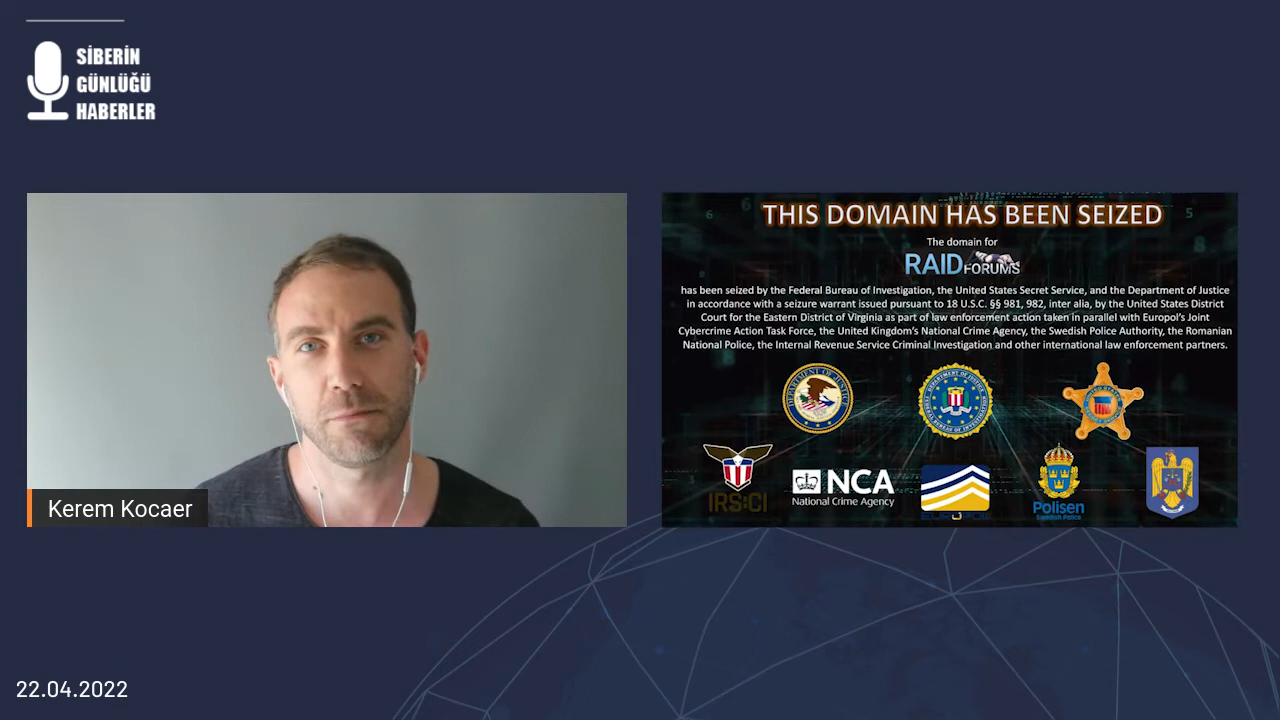 SİBERİN
GÜNLÜĞÜ
HABERLER
Kerem Kocaer
THIS DOMAIN HAS BEEN SEIZED
The domain for
RAIDFORUMS
has been seized by the Federal Bureau of Investigation, the United States Secret Service, and the Department of Justice
in accordance with a seizure warrant issued pursuant to 18 U.S.C. §§ 981, 982, inter alia, by the United States District
Court for the Eastern District of Virginia as part of law enforcement action taken in parallel with Europol's Joint
Cybercrime Action Task Force, the United Kingdom's National Crime Agency, the Swedish Police Authority, the Romanian
National Police, the Internal Revenue Service Criminal Investigation and other international law enforcement partners.
IRS:CI
NCA
National Crime Agency
EUROPOL
Polisen
Swedish Police
22.04.2022